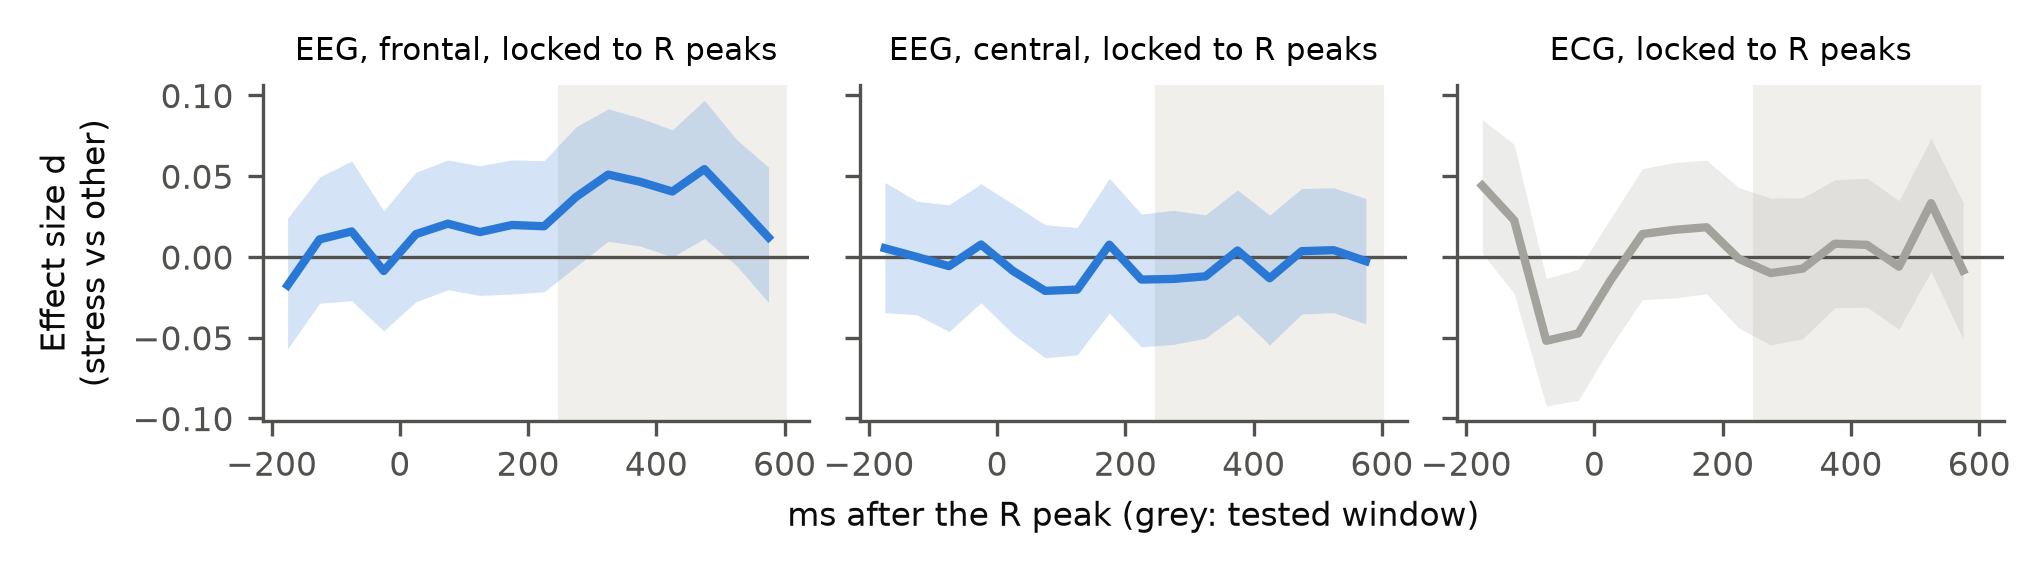 EEG, frontal, locked to R peaks
EEG, central, locked to R peaks
ECG, locked to R peaks
Effect size d
(stress vs other)
0.10
0.05
0.00
−0.05
−0.10
−200 0 200 400 600
−200 0 200 400 600
−200 0 200 400 600
ms after the R peak (grey: tested window)